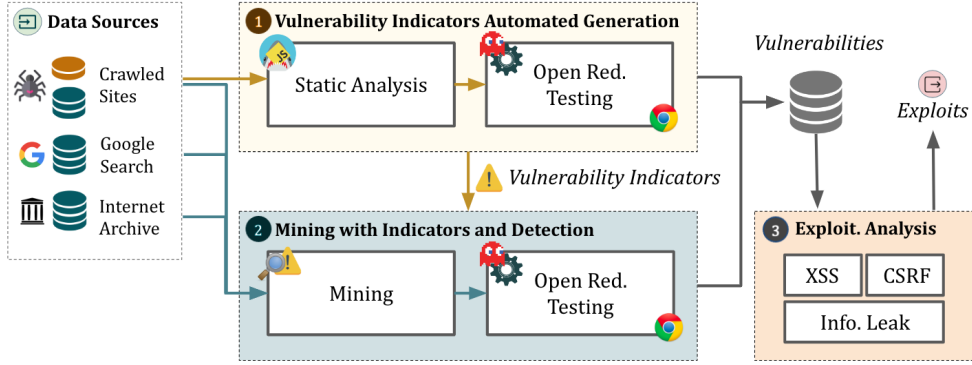 Data Sources
Crawled
Sites
Google
Search
Internet
Archive
1 Vulnerability Indicators Automated Generation
JS
Static Analysis
Open Red.
Testing
Vulnerability Indicators
2 Mining with Indicators and Detection
Mining
Open Red.
Testing
Vulnerabilities
Exploits
3 Exploit. Analysis
XSS
CSRF
Info. Leak